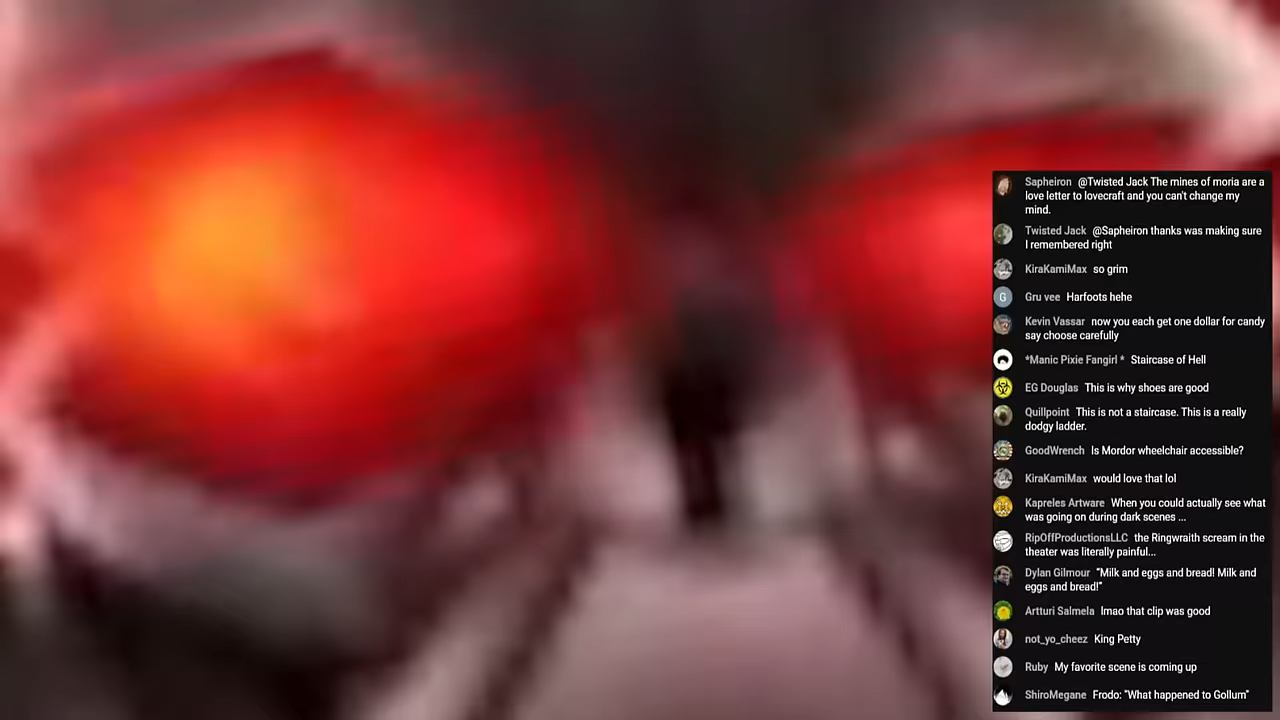 Sapheiron @Twisted Jack The mines of moria are a
love letter to lovecraft and you can't change my
mind.
Twisted Jack @Sapheiron thanks was making sure
I remembered right
KiraKamiMax so grim
G Gru vee Harfoots hehe
Kevin Vassar now you each get one dollar for candy
say choose carefully
*Manic Pixie Fangirl * Staircase of Hell
EG Douglas This is why shoes are good
Quillpoint This is not a staircase. This is a really
dodgy ladder.
GoodWrench Is Mordor wheelchair accessible?
KiraKamiMax would love that lol
Kapreles Artware When you could actually see what
was going on during dark scenes ...
RipOffProductionsLLC the Ringwraith scream in the
theater was literally painful...
Dylan Gilmour "Milk and eggs and bread! Milk and
eggs and bread!"
Artturi Salmela lmao that clip was good
not_yo_cheez King Petty
Ruby My favorite scene is coming up
ShiroMegane Frodo: "What happened to Gollum"